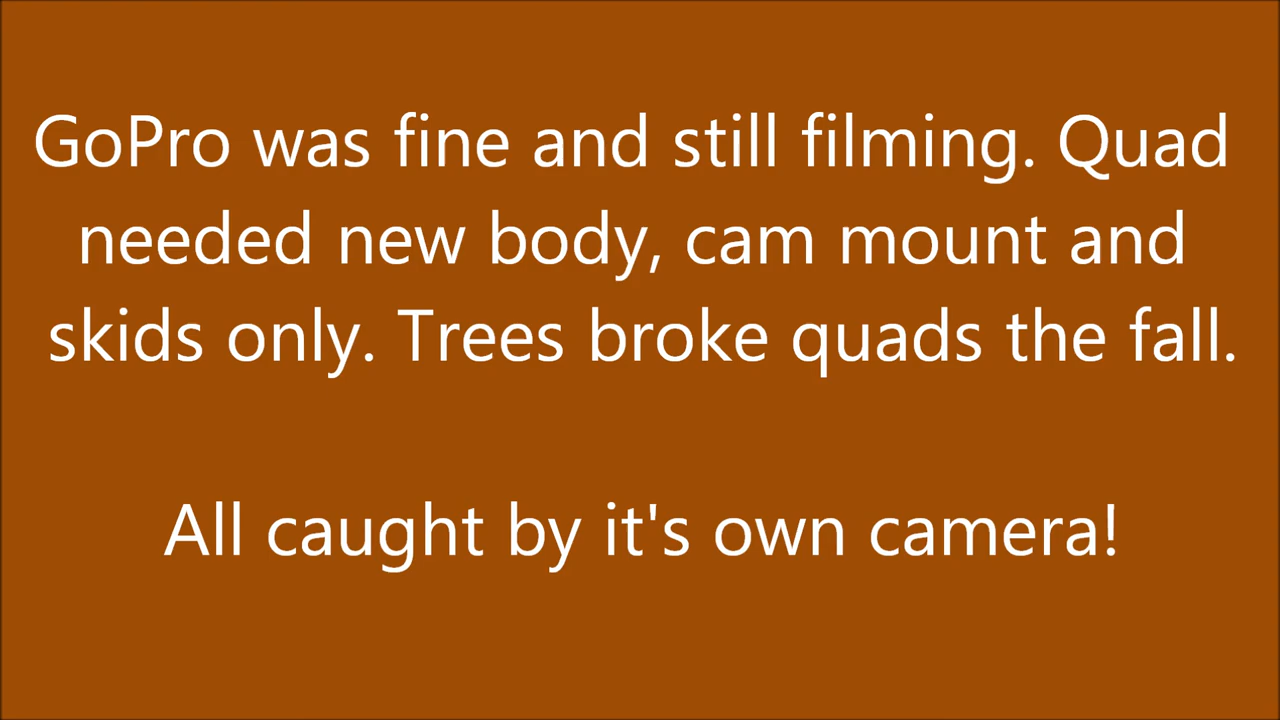 GoPro was fine and still filming. Quad
needed new body, cam mount and
skids only. Trees broke quads the fall.
All caught by it's own camera!